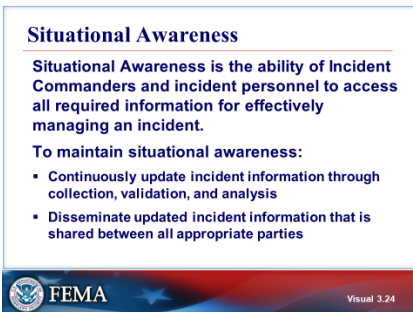 Situational Awareness
Situational Awareness is the ability of Incident
Commanders and incident personnel to access
all required information for effectively
managing an incident.
To maintain situational awareness:
▪ Continuously update incident information through
collection, validation, and analysis
▪ Disseminate updated incident information that is
shared between all appropriate parties
FEMA
Visual 3.24